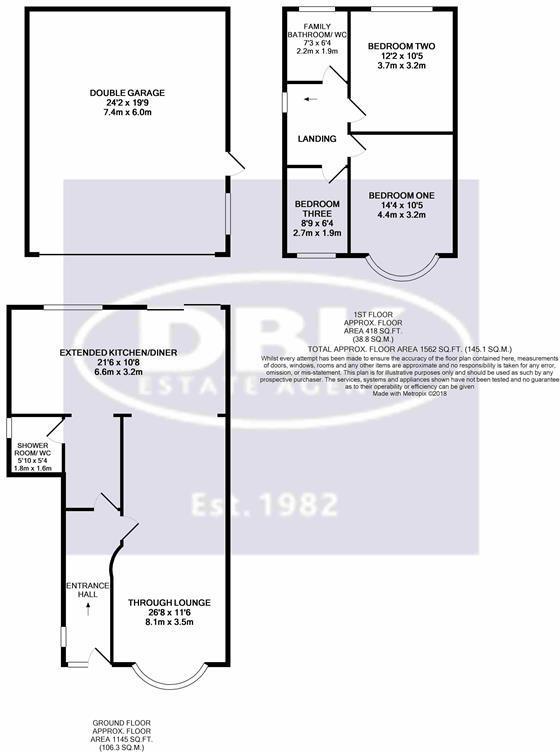 FAMILY
BATHROOM/ WC
7'3 x 6'4
2.2m x 1.9m
BEDROOM TWO
12'2 x 10'5
3.7m x 3.2m
DOUBLE GARAGE
24'2 x 19'9
7.4m x 6.0m
LANDING
BEDROOM
THREE
8'9 x 6'4
2.7m x 1.9m
BEDROOM ONE
14'4 x 10'5
4.4m x 3.2m
1ST FLOOR
APPROX. FLOOR
AREA 418 SQ.FT.
(38.8 SQ.M.)
TOTAL APPROX. FLOOR AREA 1562 SQ.FT. (145.1 SQ.M.)
Whilst every attempt has been made to ensure the accuracy of the floor plan contained here, measurements
of doors, windows, rooms and any other items are approximate and no responsibility is taken for any error,
omission, or mis-statement. This plan is for illustrative purposes only and should be used as such by any
prospective purchaser. The services, systems and appliances shown have not been tested and no guarantee
as to their operability or efficiency can be given
Made with Metropix ©2018
DBK
ESTATE AGENTS
Est. 1982
EXTENDED KITCHEN/DINER
21'6 x 10'8
6.6m x 3.2m
SHOWER
ROOM/ WC
5'10 x 5'4
1.8m x 1.6m
ENTRANCE
HALL
THROUGH LOUNGE
26'8 x 11'6
8.1m x 3.5m
GROUND FLOOR
APPROX. FLOOR
AREA 1145 SQ.FT.
(106.3 SQ.M.)